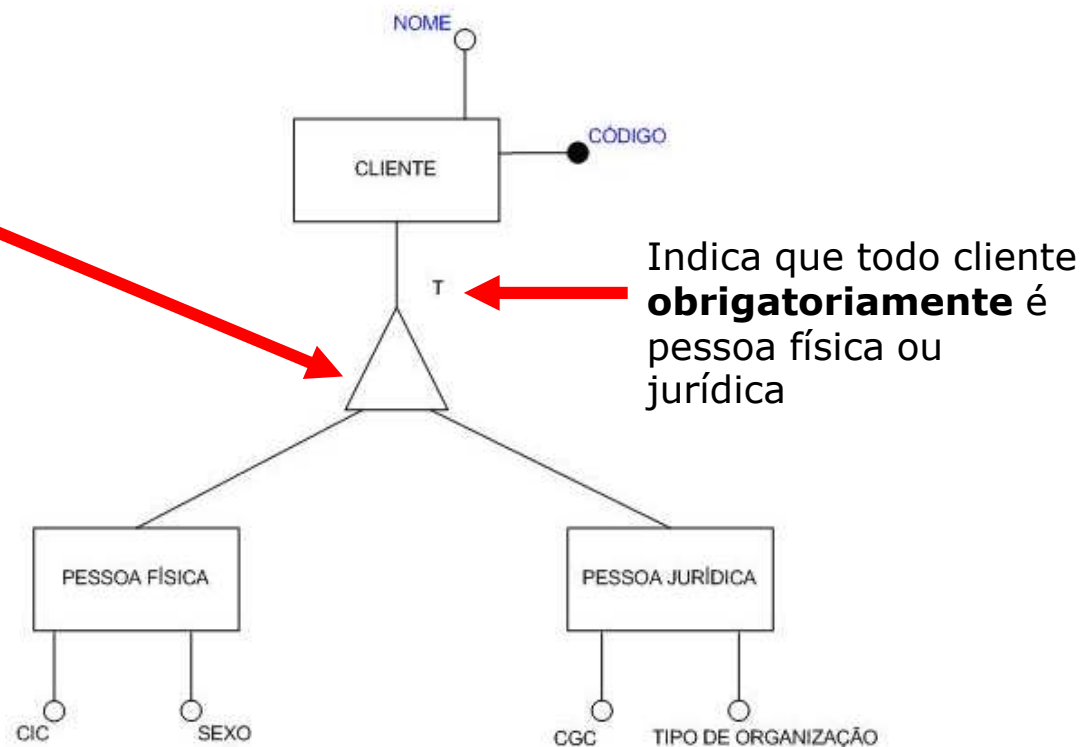 NOME
CÓDIGO
CLIENTE
T
Indica que todo cliente
obrigatoriamente é
pessoa física ou
jurídica
PESSOA FÍSICA
PESSOA JURÍDICA
CIC
SEXO
CGC
TIPO DE ORGANIZAÇÃO